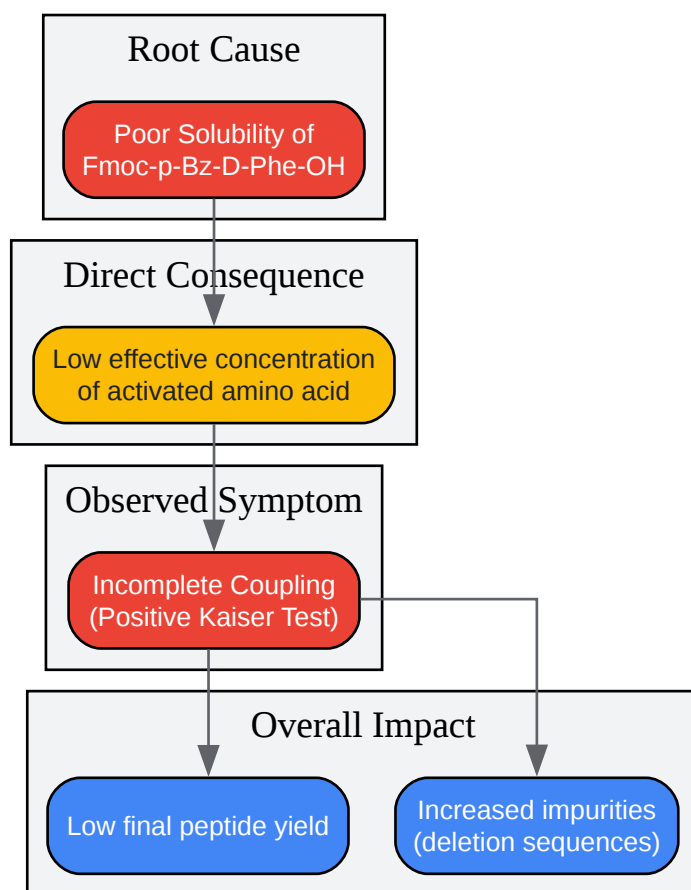 Root Cause
Poor Solubility of
Fmoc-p-Bz-D-Phe-OH
Direct Consequence
Low effective concentration
of activated amino acid
Observed Symptom
Incomplete Coupling
(Positive Kaiser Test)
Overall Impact
Low final peptide yield
Increased impurities
(deletion sequences)